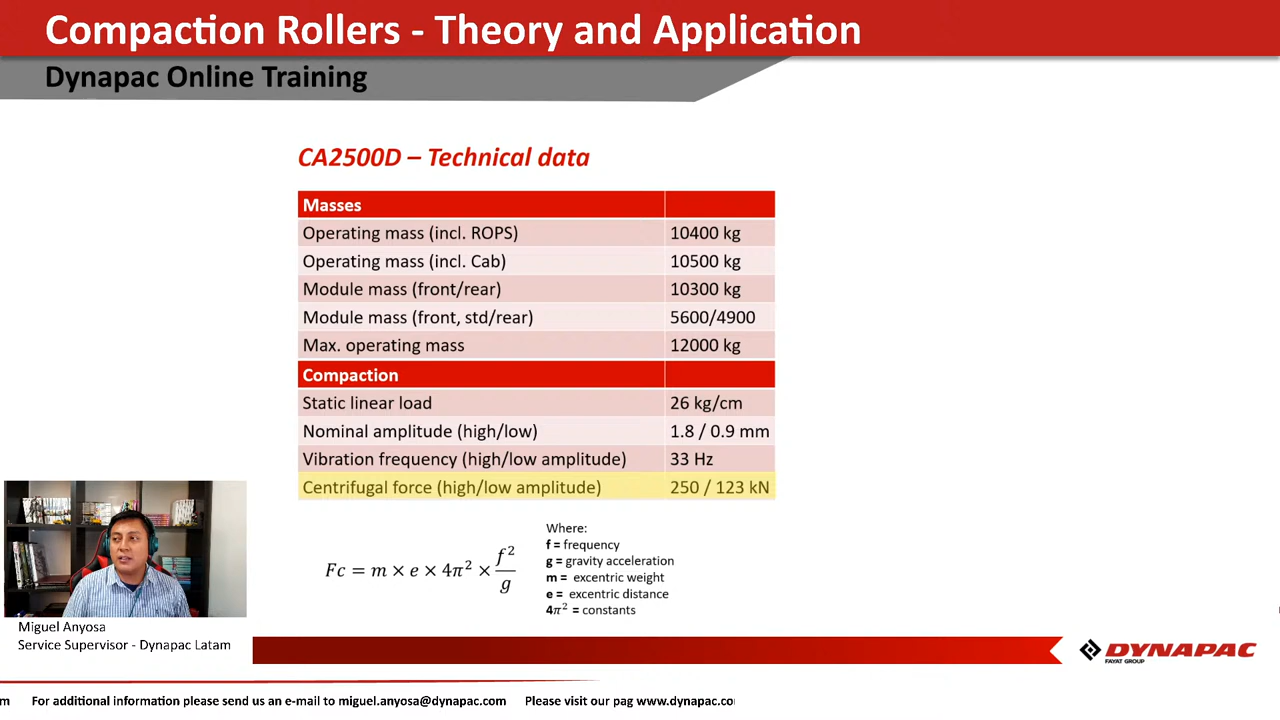 Compaction Rollers - Theory and Application
Dynapac Online Training
CA2500D – Technical data
Masses
Operating mass (incl. ROPS) 10400 kg
Operating mass (incl. Cab) 10500 kg
Module mass (front/rear) 10300 kg
Module mass (front, std/rear) 5600/4900
Max. operating mass 12000 kg
Compaction
Static linear load 26 kg/cm
Nominal amplitude (high/low) 1.8 / 0.9 mm
Vibration frequency (high/low amplitude) 33 Hz
Centrifugal force (high/low amplitude) 250 / 123 kN
Fc = m × e × 4π² × f²/g
Where:
f = frequency
g = gravity acceleration
m = excentric weight
e = excentric distance
4π² = constants
Miguel Anyosa
Service Supervisor - Dynapac Latam
DYNAPAC
FAYAT GROUP
m For additional information please send us an e-mail to miguel.anyosa@dynapac.com Please visit our pag www.dynapac.co